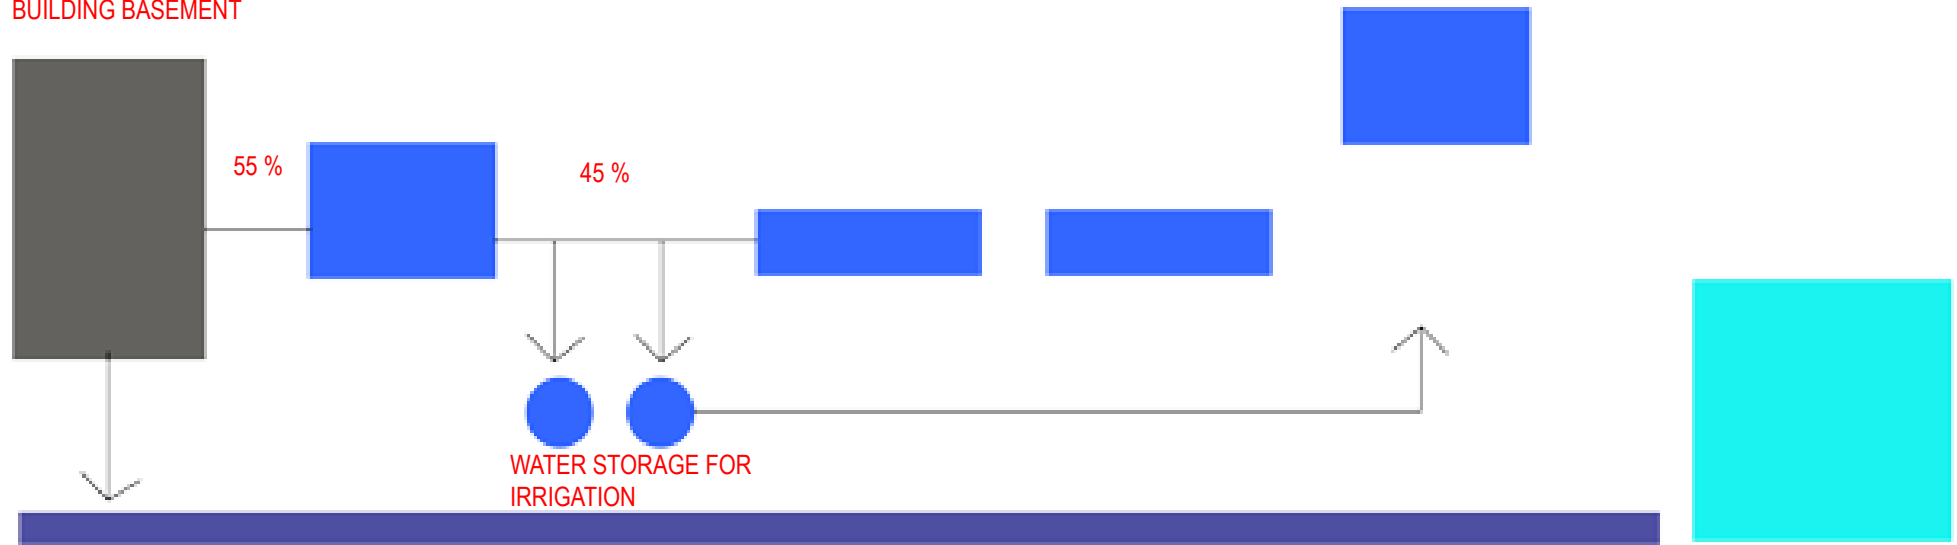 BUILDING BASEMENT
55 %
45 %
WATER STORAGE FOR
IRRIGATION